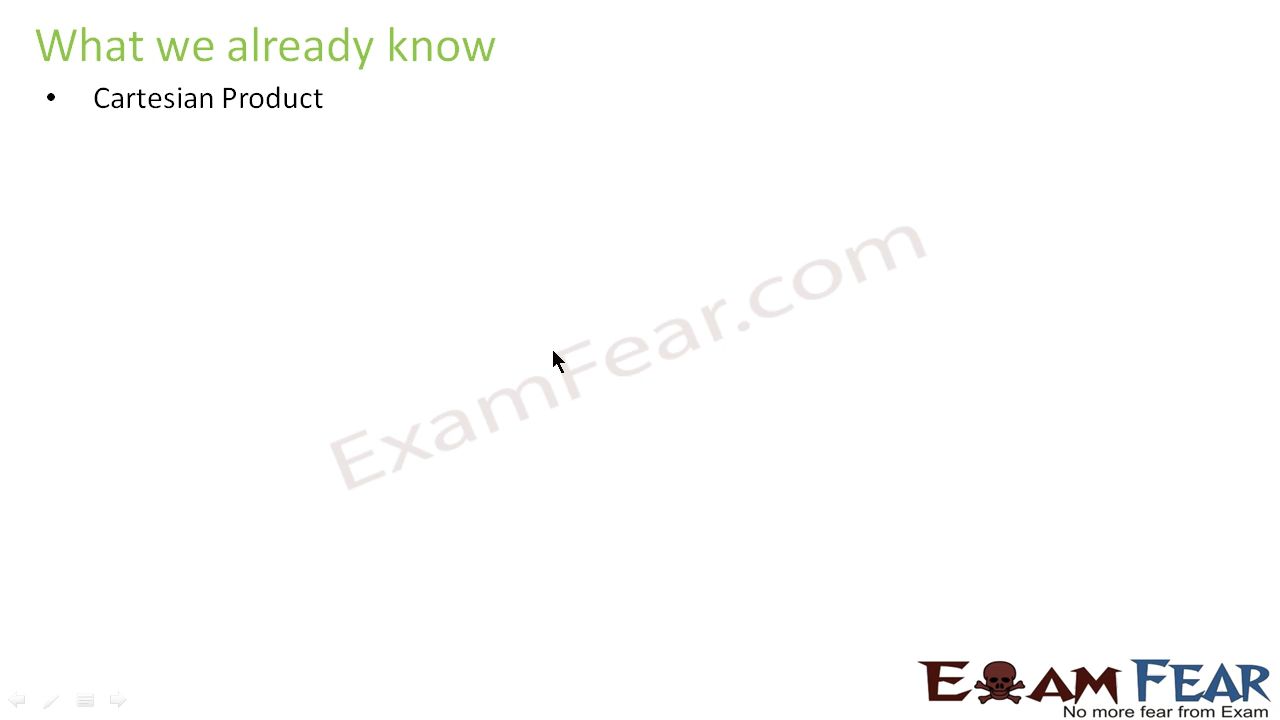 What we already know
• Cartesian Product
ExamFear.com
EXAM FEAR
No more fear from Exam